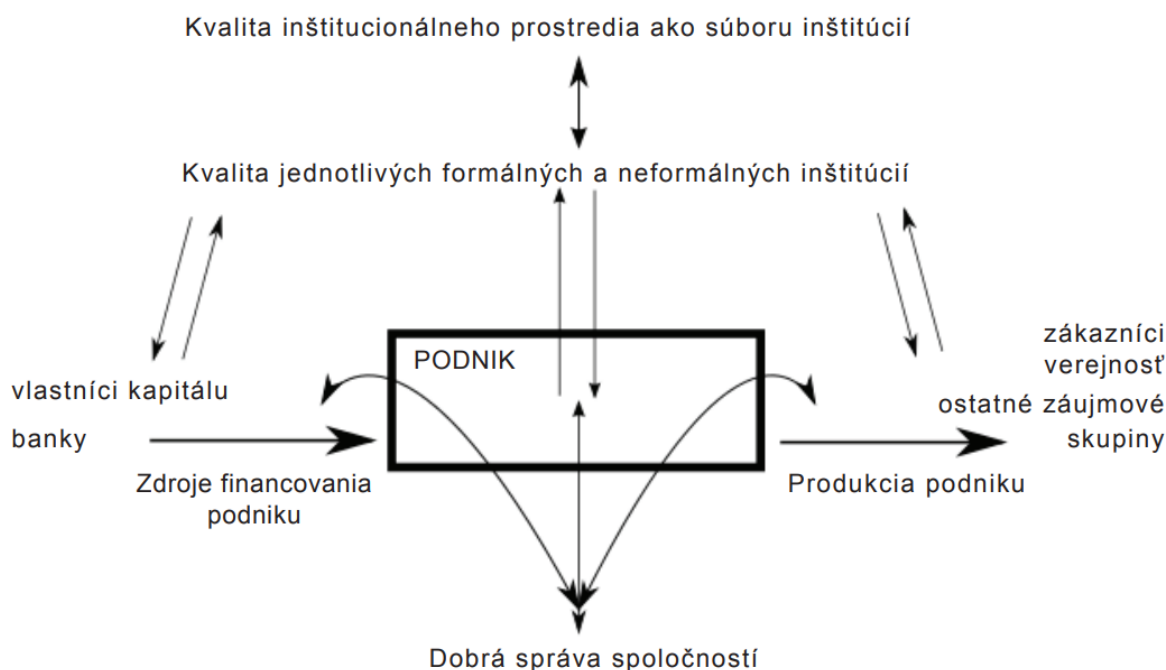 Kvalita inštitucionálneho prostredia ako súboru inštitúcií
Kvalita jednotlivých formálnych a neformálnych inštitúcií
PODNIK
vlastníci kapitálu
banky
Zdroje financovania
podniku
zákazníci
verejnosť
ostatné záujmové
skupiny
Produkcia podniku
Dobrá správa spoločností